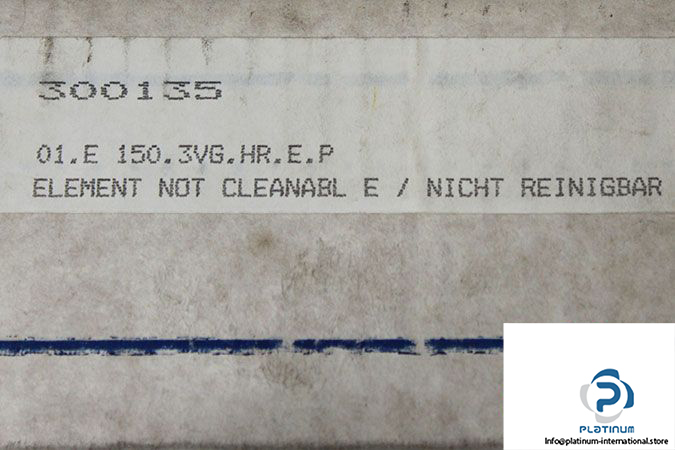 300135
01.E 150.3VG.HR.E.P
ELEMENT NOT CLEANABL E / NICHT REINIGBAR
PLATINUM
Info@platinum-international.store